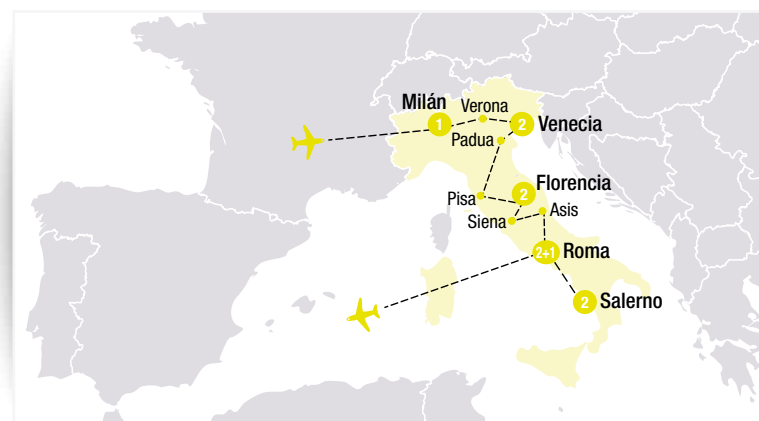 Milán
Verona
1
2
Venecia
Padua
Florencia
2
Pisa
Asis
Siena
2+1
Roma
2
Salerno